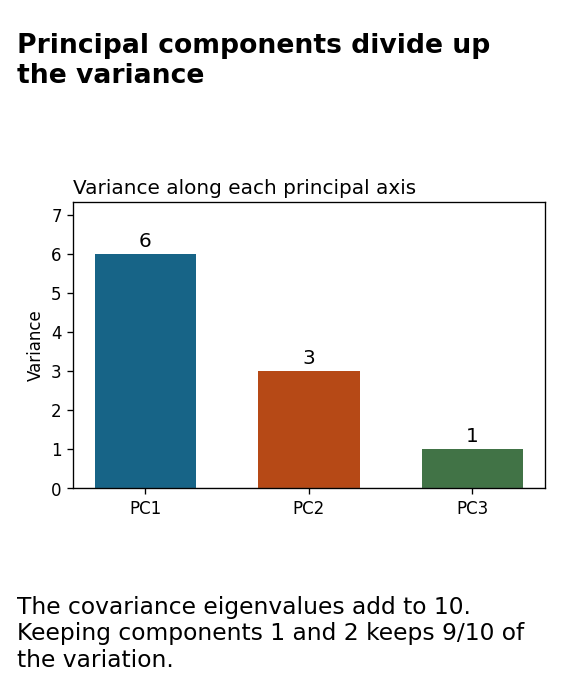 Principal components divide up
the variance
Variance along each principal axis
7
6
5
4
3
2
1
0
Variance
6
3
1
PC1
PC2
PC3
The covariance eigenvalues add to 10.
Keeping components 1 and 2 keeps 9/10 of
the variation.